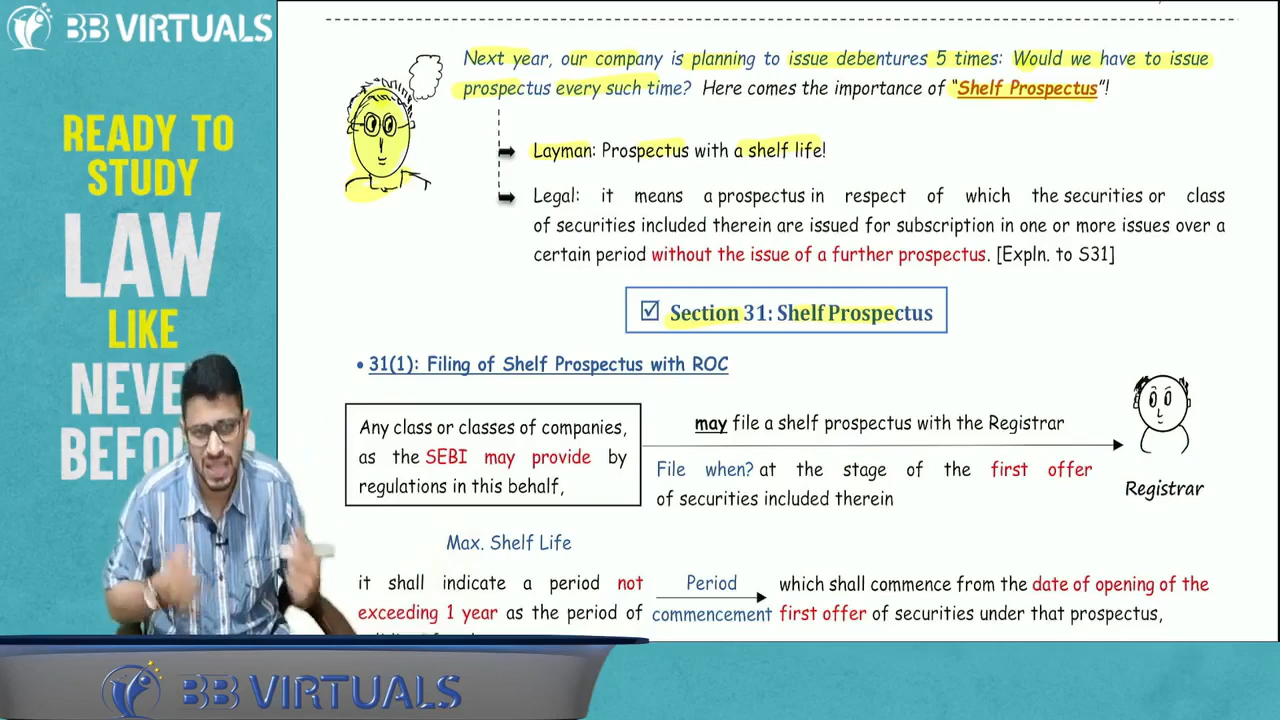 BB VIRTUALS
READY TO
STUDY
LAW
LIKE
NEVE
BEFO
Next year, our company is planning to issue debentures 5 times: Would we have to issue
prospectus every such time? Here comes the importance of "Shelf Prospectus"!
Layman: Prospectus with a shelf life!
Legal: it means a prospectus in respect of which the securities or class
of securities included therein are issued for subscription in one or more issues over a
certain period without the issue of a further prospectus. [Expln. to S31]
Section 31: Shelf Prospectus
• 31(1): Filing of Shelf Prospectus with ROC
Any class or classes of companies,
as the SEBI may provide by
regulations in this behalf,
may file a shelf prospectus with the Registrar
File when? at the stage of the first offer
of securities included therein
Registrar
Max. Shelf Life
it shall indicate a period not
exceeding 1 year as the period of
Period
commencement
which shall commence from the date of opening of the
first offer of securities under that prospectus,
BB VIRTUALS